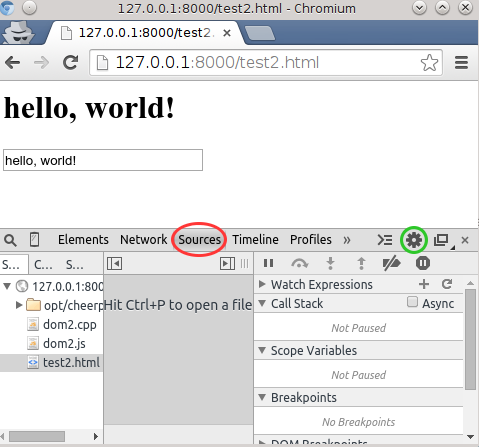 127.0.0.1:8000/test2.html - Chromium
127.0.0.1:8000/test2.
127.0.0.1:8000/test2.html
hello, world!
hello, world!
Elements Network Sources Timeline Profiles »
S... C... S...
127.0.0.1:800
opt/cheerp
dom2.cpp
dom2.js
test2.html
Hit Ctrl+P to open a file
Watch Expressions
Call Stack Async
Not Paused
Scope Variables
Not Paused
Breakpoints
No Breakpoints
DOM Breakpoints